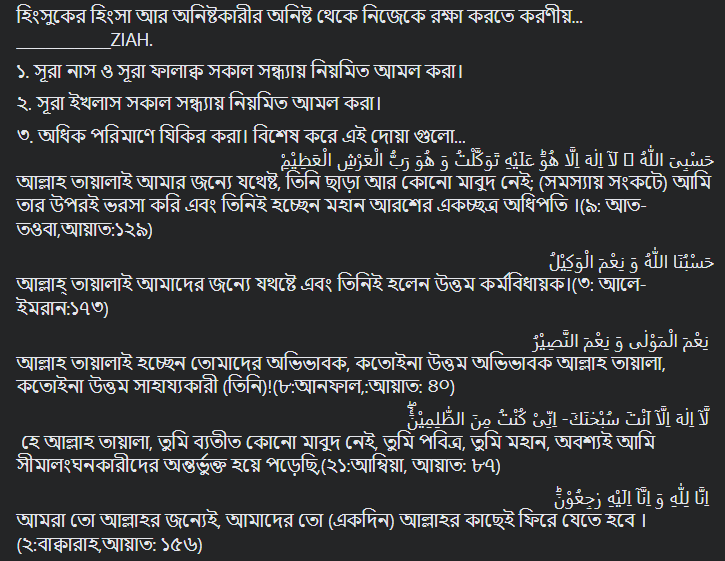 হিংসুকের হিংসা আর অনিষ্টকারীর অনিষ্ট থেকে নিজেকে রক্ষা করতে করণীয়...
___________ZIAH.
১. সূরা নাস ও সূরা ফালাক্ব সকাল সন্ধ্যায় নিয়মিত আমল করা।
২. সূরা ইখলাস সকাল সন্ধ্যায় নিয়মিত আমল করা।
৩. অধিক পরিমাণে যিকির করা। বিশেষ করে এই দোয়া গুলো...
حَسْبِیَ اللّٰهُ ۖ لَاۤ اِلٰهَ اِلَّا هُوَؕ عَلَیْهِ تَوَكَّلْتُ وَ هُوَ رَبُّ الْعَرْشِ الْعَظِیْمِ۠
আল্লাহ তায়ালাই আমার জন্যে যথেষ্ট, তিনি ছাড়া আর কোনো মাবুদ নেই; (সমস্যায় সংকটে) আমি
তার উপরই ভরসা করি এবং তিনিই হচ্ছেন মহান আরশের একচ্ছত্র অধিপতি ।(৯: আত-
তওবা,আয়াত:১২৯)
حَسْبُنَا اللّٰهُ وَ نِعْمَ الْوَكِیْلُ
আল্লাহ্ তায়ালাই আমাদের জন্যে যথষ্টে এবং তিনিই হলেন উত্তম কর্মবিধায়ক।(৩: আলে-
ইমরান:১৭৩)
نِعْمَ الْمَوْلٰى وَ نِعْمَ النَّصِیْرُ
আল্লাহ তায়ালাই হচ্ছেন তোমাদের অভিভাবক, কতোইনা উত্তম অভিভাবক আল্লাহ তায়ালা,
কতোইনা উত্তম সাহায্যকারী (তিনি)!(৮:আনফাল,:আয়াত: ৪০)
لَّاۤ اِلٰهَ اِلَّاۤ اَنْتَ سُبْحٰنَكَ- اِنِّیْ كُنْتُ مِنَ الظّٰلِمِیْنَۚۖ
হে আল্লাহ তায়ালা, তুমি ব্যতীত কোনো মাবুদ নেই, তুমি পবিত্র, তুমি মহান, অবশ্যই আমি
সীমালংঘনকারীদের অন্তর্ভুক্ত হয়ে পড়েছি,(২১:আম্বিয়া, আয়াত: ৮৭)
اِنَّا لِلّٰهِ وَ اِنَّاۤ اِلَیْهِ رٰجِعُوْنَؕ
আমরা তো আল্লাহর জন্যেই, আমাদের তো (একদিন) আল্লাহর কাছেই ফিরে যেতে হবে ।
(২:বাক্বারাহ,আয়াত: ১৫৬)